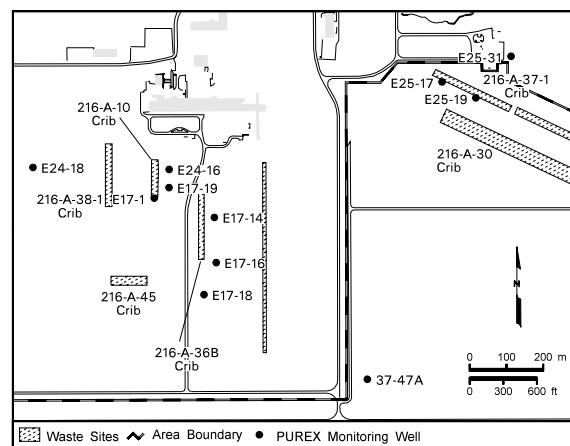 E25-31
E25-17
216-A-37-1
Crib
E25-19
216-A-10
Crib
216-A-30
Crib
E24-18
E24-16
E17-19
216-A-38-1
Crib
E17-1
E17-14
E17-16
216-A-45
Crib
E17-18
N
216-A-36B
Crib
0 100 200 m
0 300 600 ft
37-47A
Waste Sites Area Boundary PUREX Monitoring Well